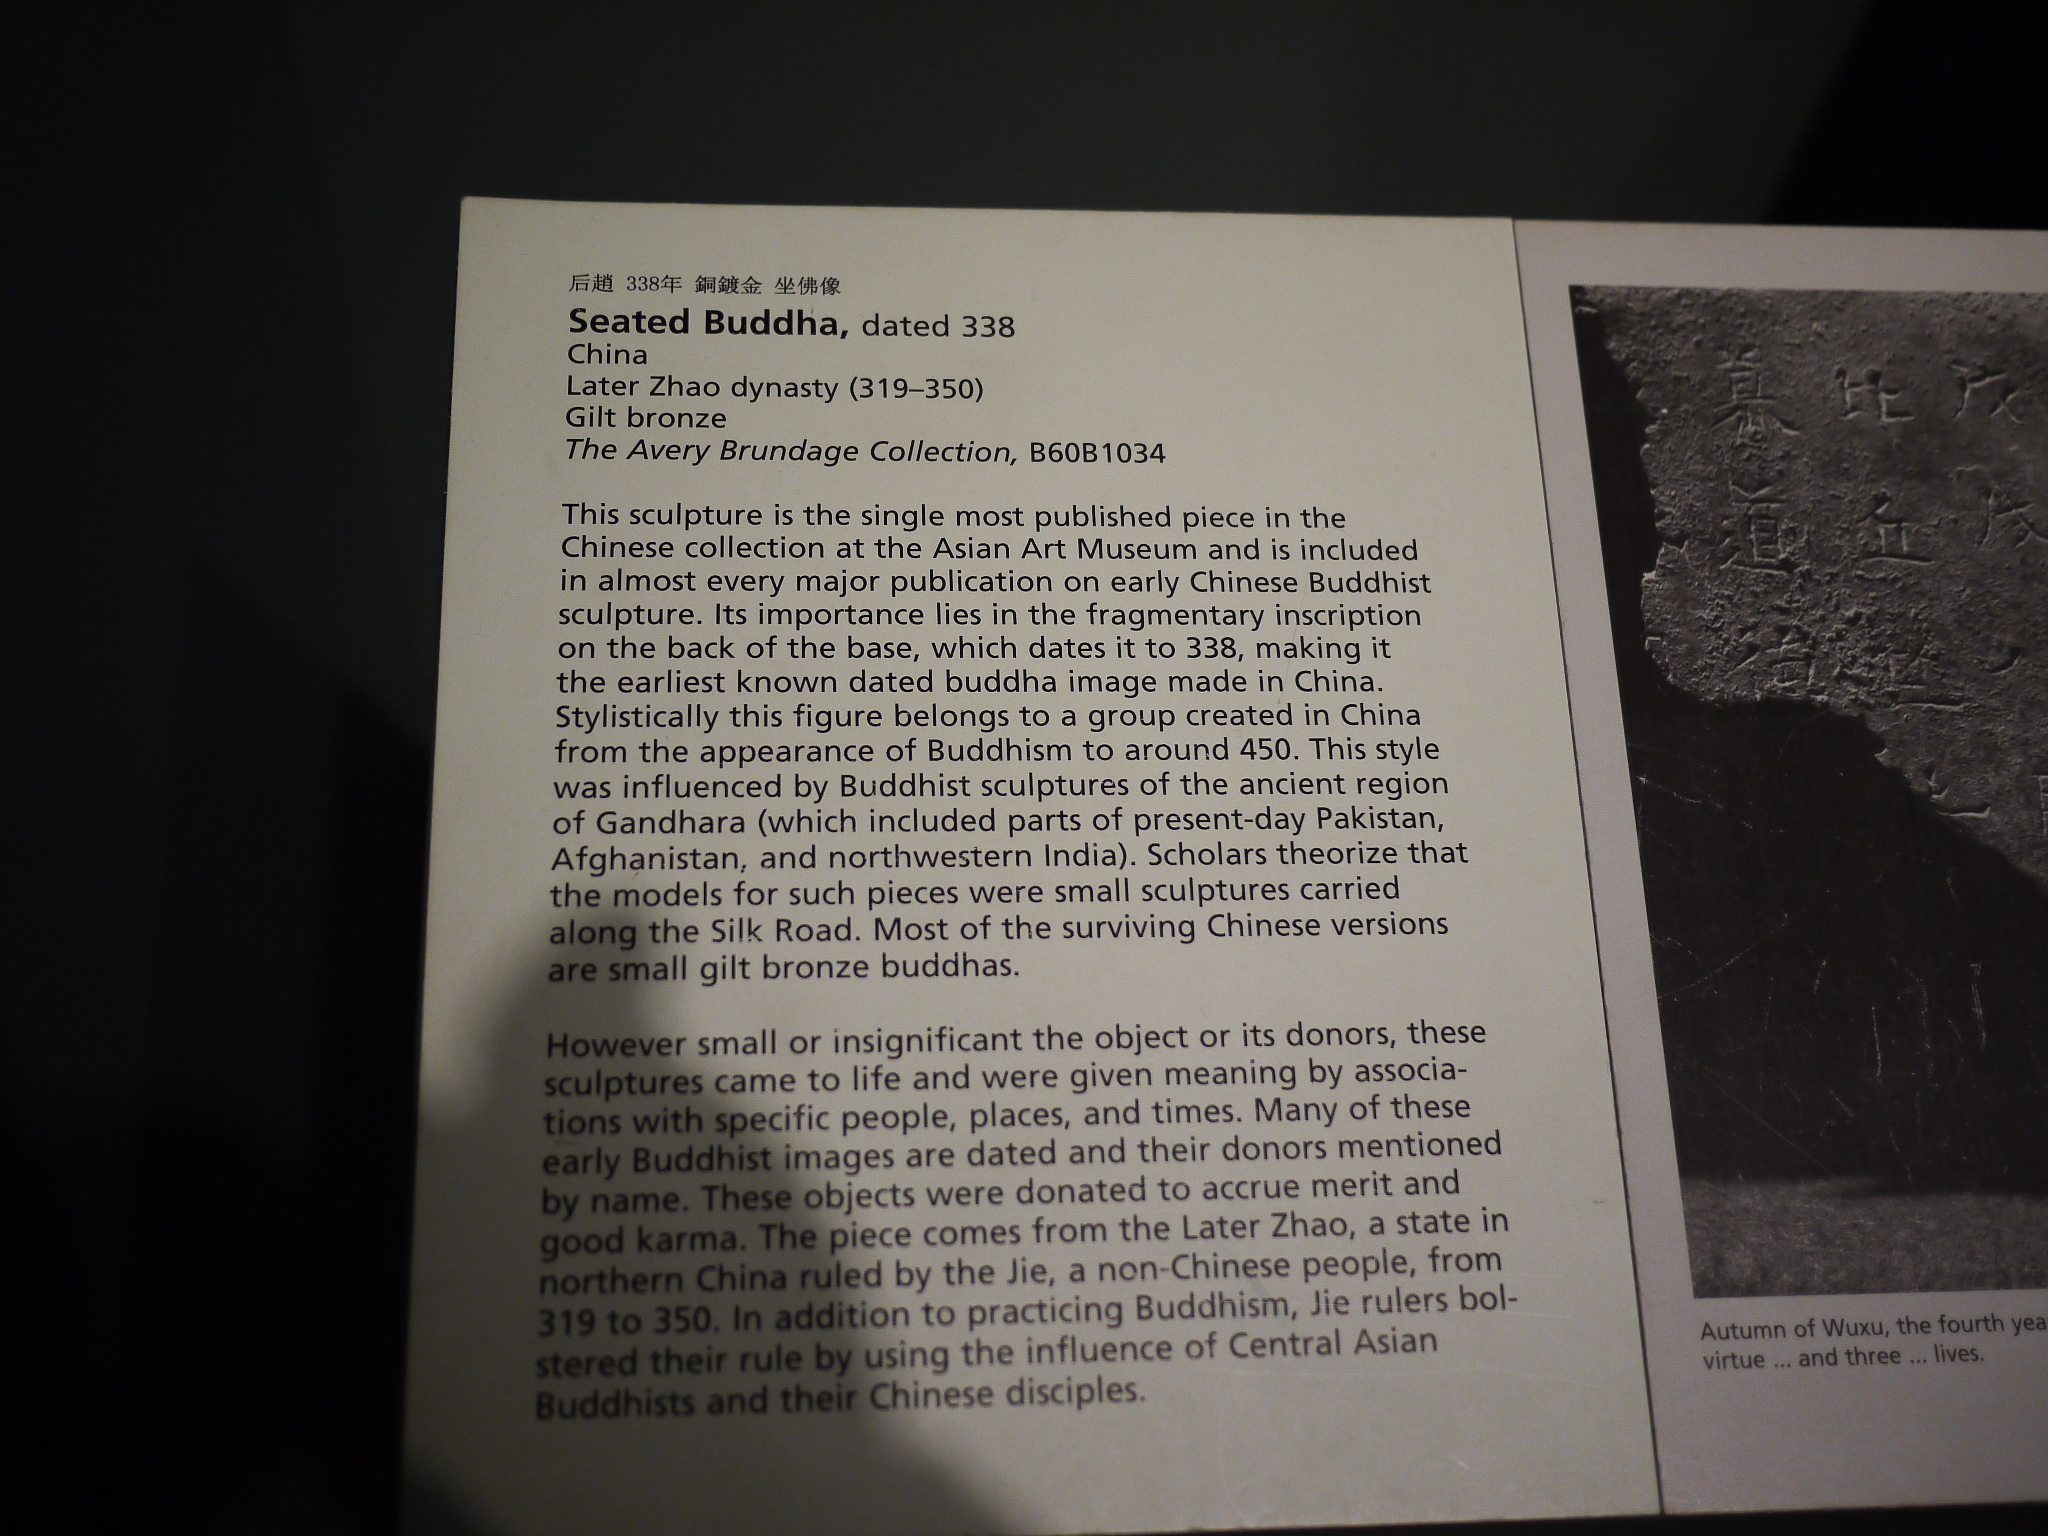 后趙 338年 銅鍍金 坐佛像
Seated Buddha, dated 338
China
Later Zhao dynasty (319–350)
Gilt bronze
The Avery Brundage Collection, B60B1034
This sculpture is the single most published piece in the
Chinese collection at the Asian Art Museum and is included
in almost every major publication on early Chinese Buddhist
sculpture. Its importance lies in the fragmentary inscription
on the back of the base, which dates it to 338, making it
the earliest known dated buddha image made in China.
Stylistically this figure belongs to a group created in China
from the appearance of Buddhism to around 450. This style
was influenced by Buddhist sculptures of the ancient region
of Gandhara (which included parts of present-day Pakistan,
Afghanistan, and northwestern India). Scholars theorize that
the models for such pieces were small sculptures carried
along the Silk Road. Most of the surviving Chinese versions
are small gilt bronze buddhas.
However small or insignificant the object or its donors, these
sculptures came to life and were given meaning by associa-
tions with specific people, places, and times. Many of these
early Buddhist images are dated and their donors mentioned
by name. These objects were donated to accrue merit and
good karma. The piece comes from the Later Zhao, a state in
northern China ruled by the Jie, a non-Chinese people, from
319 to 350. In addition to practicing Buddhism, Jie rulers bol-
stered their rule by using the influence of Central Asian
Buddhists and their Chinese disciples.
Autumn of Wuxu, the fourth
virtue ... and three ... lives.